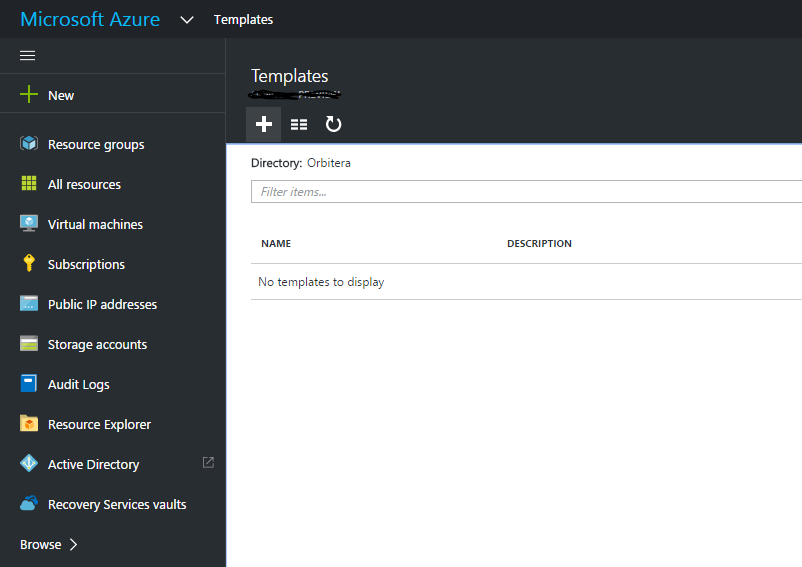 Microsoft Azure Templates
New
Resource groups
All resources
Virtual machines
Subscriptions
Public IP addresses
Storage accounts
Audit Logs
Resource Explorer
Active Directory
Recovery Services vaults
Browse
Templates
Directory: Orbitera
Filter items...
NAME DESCRIPTION
No templates to display